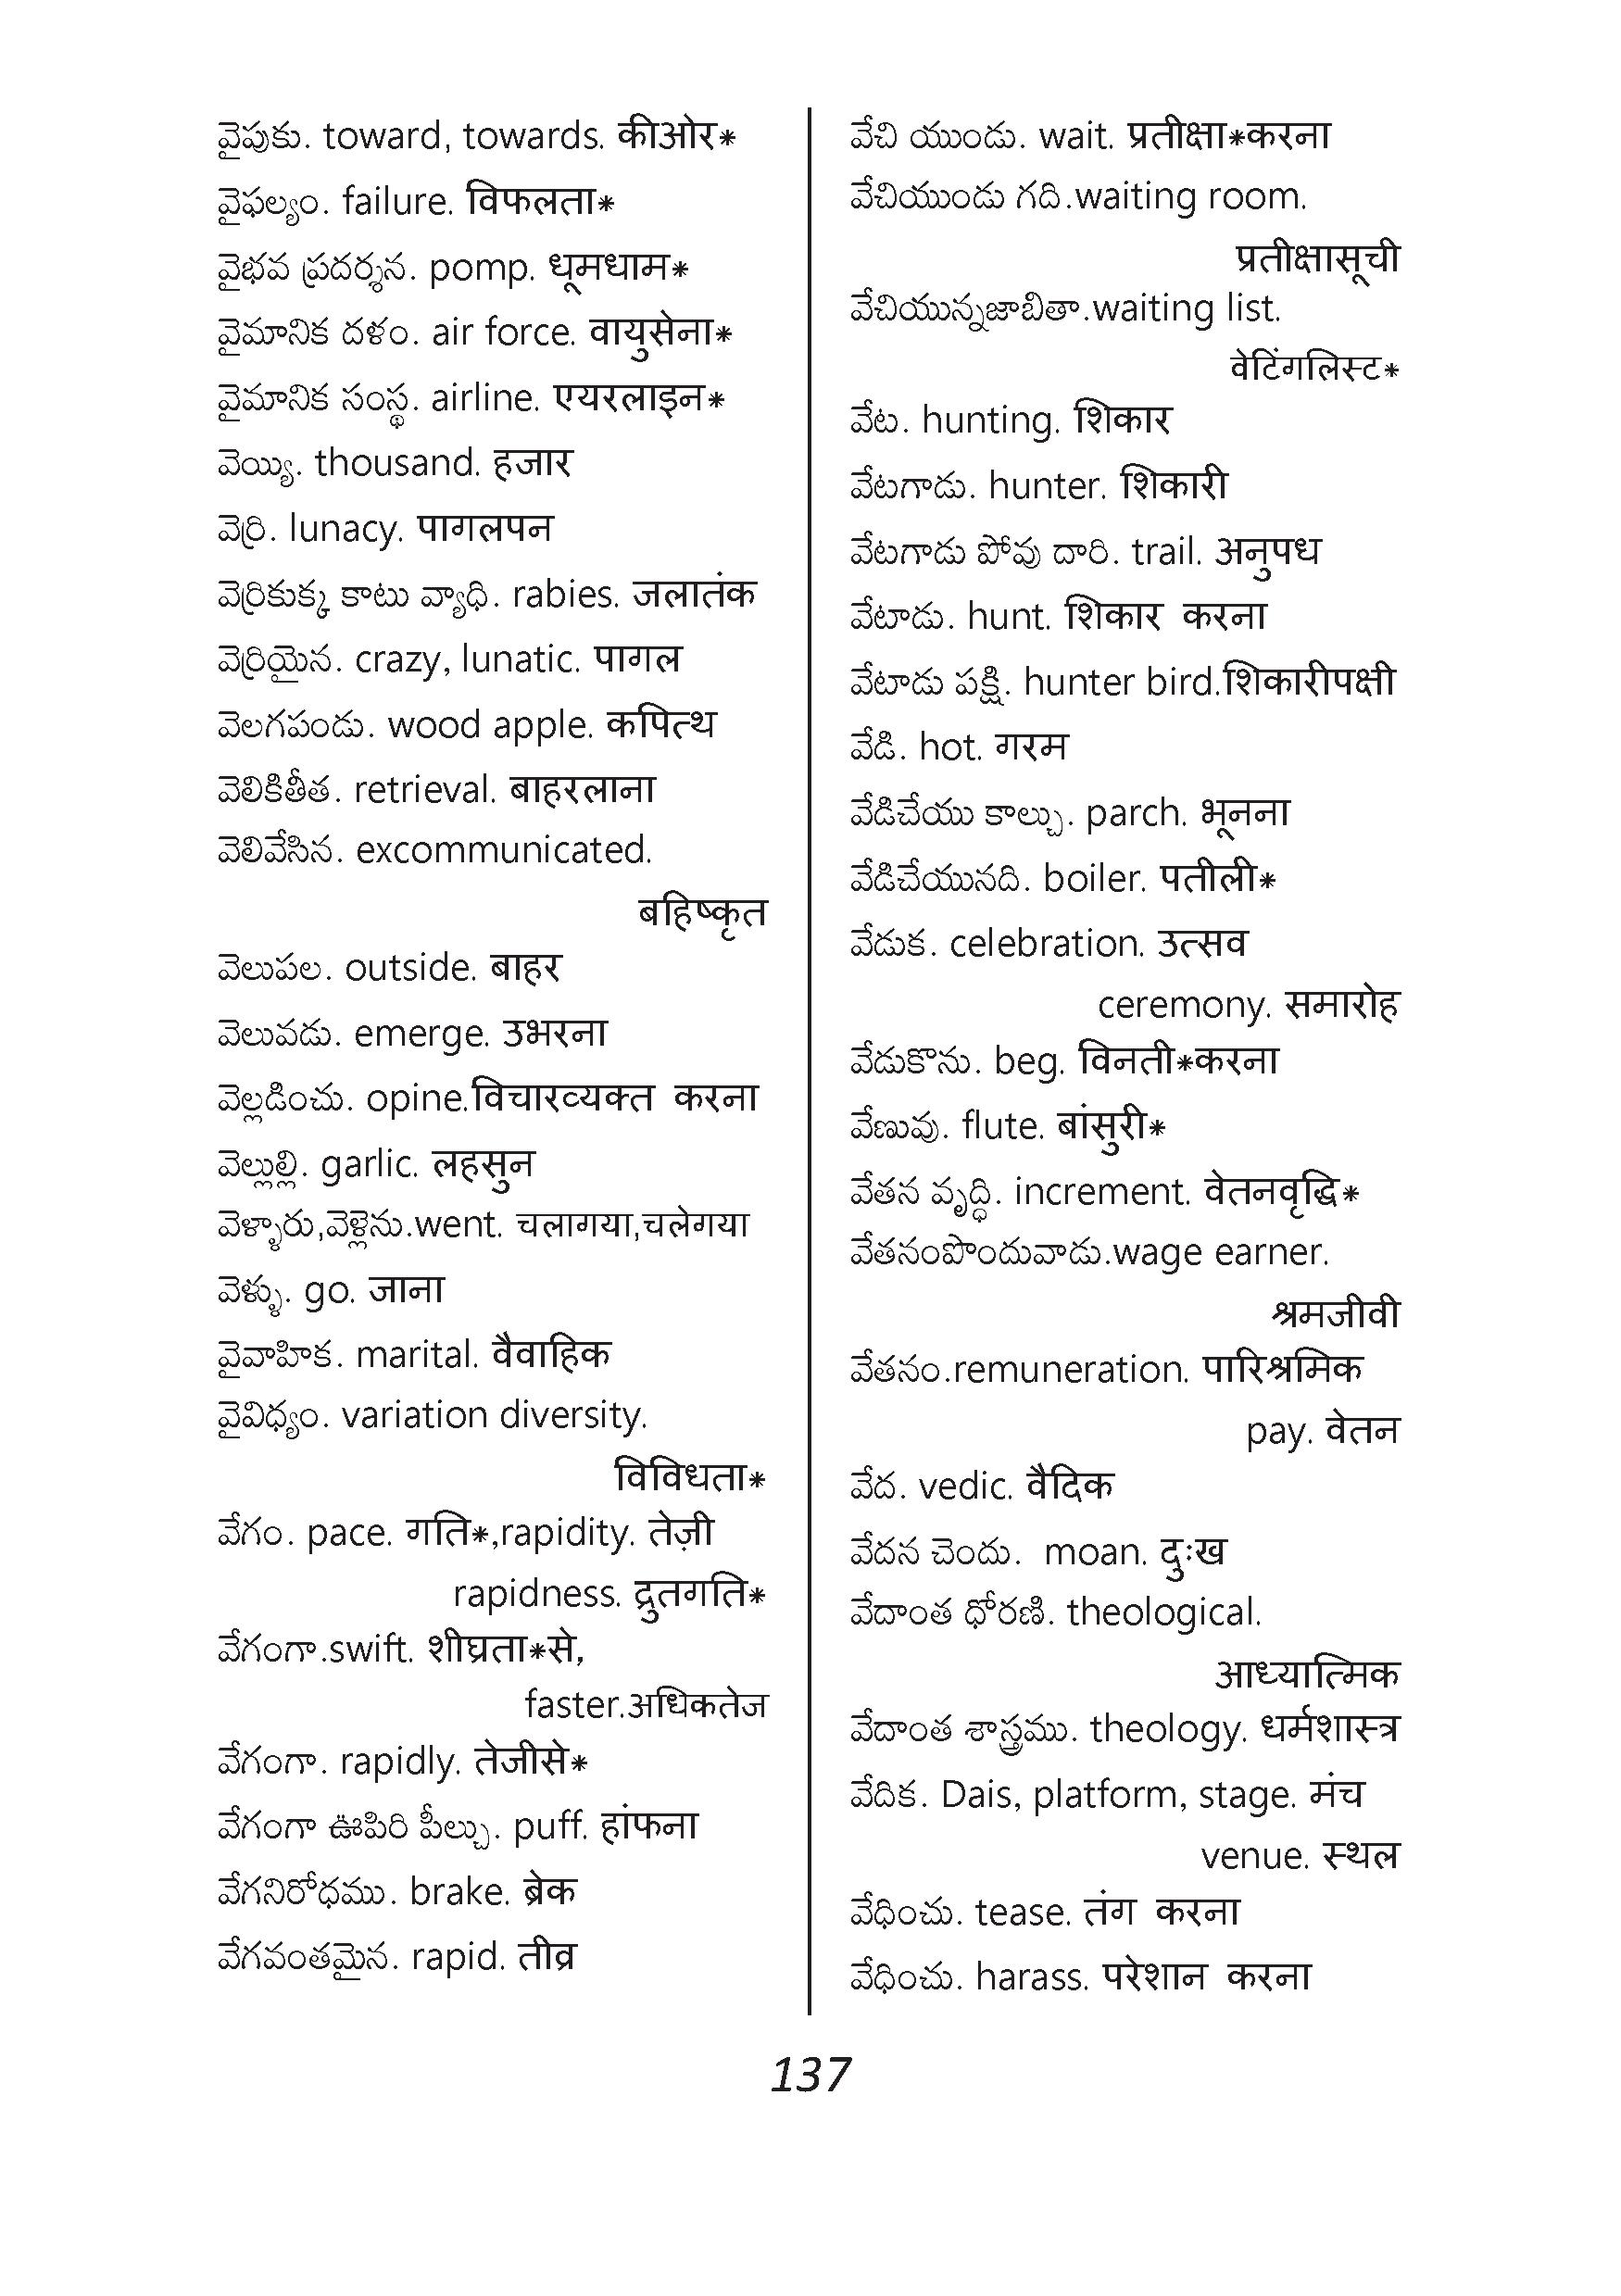 వైపుకు. toward, towards. कीओर*
వైఫల్యం. failure. विफलता*
వైభవ ప్రదర్శన. pomp. धूमधाम*
వైమానిక దళం. air force. वायुसेना*
వైమానిక సంస్థ. airline. एयरलाइन*
వెయ్యి. thousand. हजार
వెర్రి. lunacy. पागलपन
వెర్రికుక్క కాటు వ్యాధి. rabies. जलातंक
వెర్రియైన. crazy, lunatic. पागल
వెలగపండు. wood apple. कपित्थ
వెలికితీత. retrieval. बाहरलाना
వెలివేసిన. excommunicated.
बहिष्कृत
వెలుపల. outside. बाहर
వెలువడు. emerge. उभरना
వెల్లడించు. opine.विचारव्यक्त करना
వెల్లుల్లి. garlic. लहसुन
వెళ్ళారు,వెళ్లెను.went. चलागया,चलेगया
వెళ్ళు. go. जाना
వైవాహిక. marital. वैवाहिक
వైవిధ్యం. variation diversity.
विविधता*
వేగం. pace. गति*,rapidity. तेज़ी
rapidness. द्रुतगति*
వేగంగా.swift. शीघ्रता*से,
faster.अधिकतेज
వేగంగా. rapidly. तेजीसे*
వేగంగా ఊపిరి పీల్చు. puff. हांफना
వేగనిరోధము. brake. ब्रेक
వేగవంతమైన. rapid. तीव्र
వేచి యుండు. wait. प्रतीक्षा*करना
వేచియుండు గది.waiting room.
प्रतीक्षासूची
వేచియున్నజాబితా.waiting list.
वेटिंगलिस्ट*
వేట. hunting. शिकार
వేటగాడు. hunter. शिकारी
వేటగాడు పోవు దారి. trail. अनुपध
వేటాడు. hunt. शिकार करना
వేటాడు పక్షి. hunter bird.शिकारीपक्षी
వేడి. hot. गरम
వేడిచేయు కాల్చు. parch. भूनना
వేడిచేయునది. boiler. पतीली*
వేడుక. celebration. उत्सव
ceremony. समारोह
వేడుకొను. beg. विनती*करना
వేణువు. flute. बांसुरी*
వేతన వృద్ధి. increment. वेतनवृद्धि*
వేతనంపొందువాడు.wage earner.
श्रमजीवी
వేతనం.remuneration. पारिश्रमिक
pay. वेतन
వేద. vedic. वैदिक
వేదన చెందు. moan. दुःख
వేదాంత ధోరణి. theological.
आध्यात्मिक
వేదాంత శాస్త్రము. theology. धर्मशास्त्र
వేదిక. Dais, platform, stage. मंच
venue. स्थल
వేధించు. tease. तंग करना
వేధించు. harass. परेशान करना
137